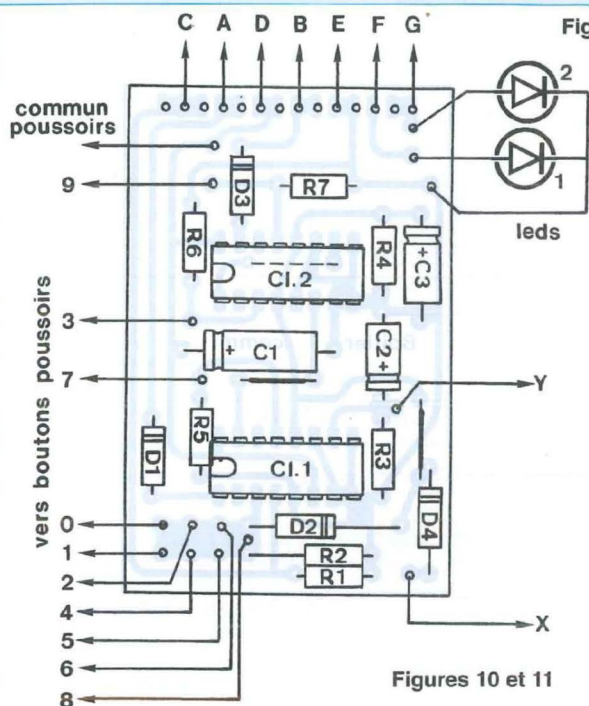 C A D B E F G
Fig
2
commun
poussoirs
1
9
D3
R7
leds
R6
R4
+C3
CI.2
3
+ C1
C2+
7
Y
vers boutons poussoirs
D1
R5
CI.1
R3
D4
0
D2
1
R2
2
R1
4
X
5
6
8
Figures 10 et 11